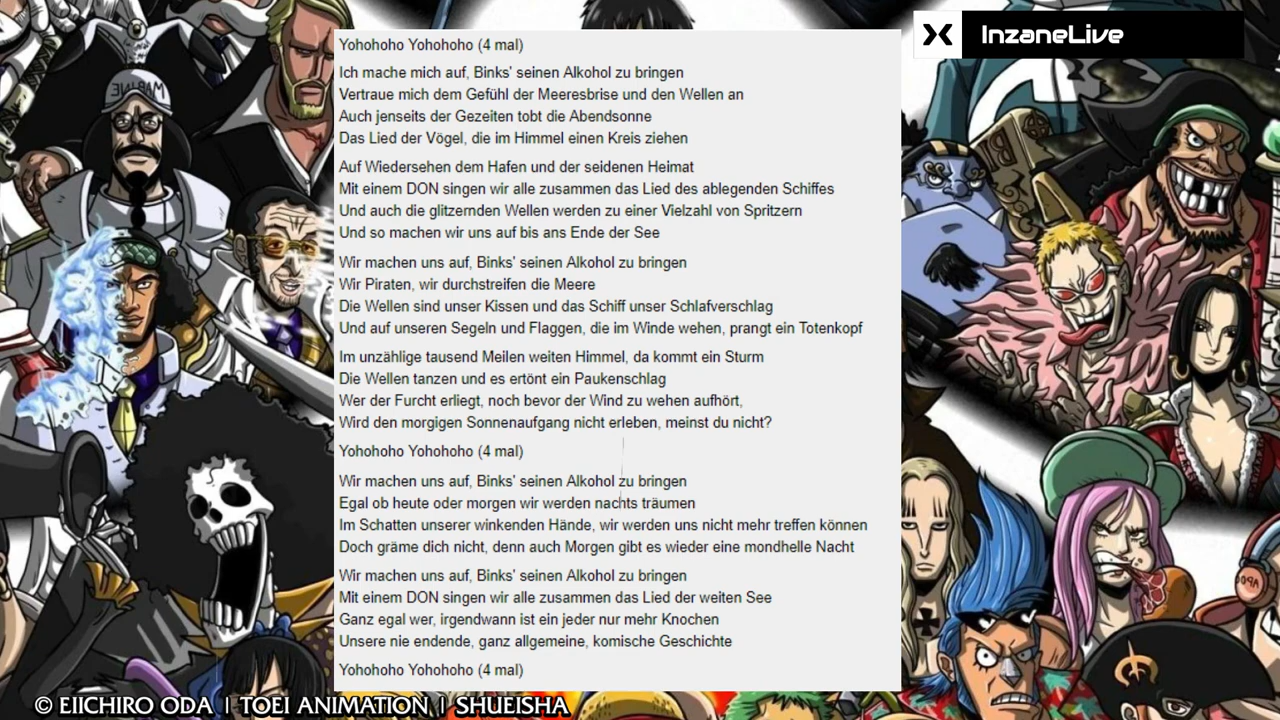 InzaneLive
MARINE
Yohohoho Yohohoho (4 mal)
Ich mache mich auf, Binks' seinen Alkohol zu bringen
Vertraue mich dem Gefühl der Meeresbrise und den Wellen an
Auch jenseits der Gezeiten tobt die Abendsonne
Das Lied der Vögel, die im Himmel einen Kreis ziehen
Auf Wiedersehen dem Hafen und der seidenen Heimat
Mit einem DON singen wir alle zusammen das Lied des ablegenden Schiffes
Und auch die glitzernden Wellen werden zu einer Vielzahl von Spritzern
Und so machen wir uns auf bis ans Ende der See
Wir machen uns auf, Binks' seinen Alkohol zu bringen
Wir Piraten, wir durchstreifen die Meere
Die Wellen sind unser Kissen und das Schiff unser Schlafverschlag
Und auf unseren Segeln und Flaggen, die im Winde wehen, prangt ein Totenkopf
Im unzählige tausend Meilen weiten Himmel, da kommt ein Sturm
Die Wellen tanzen und es ertönt ein Paukenschlag
Wer der Furcht erliegt, noch bevor der Wind zu wehen aufhört,
Wird den morgigen Sonnenaufgang nicht erleben, meinst du nicht?
Yohohoho Yohohoho (4 mal)
Wir machen uns auf, Binks' seinen Alkohol zu bringen
Egal ob heute oder morgen wir werden nachts träumen
Im Schatten unserer winkenden Hände, wir werden uns nicht mehr treffen können
Doch gräme dich nicht, denn auch Morgen gibt es wieder eine mondhelle Nacht
Wir machen uns auf, Binks' seinen Alkohol zu bringen
Mit einem DON singen wir alle zusammen das Lied der weiten See
Ganz egal wer, irgendwann ist ein jeder nur mehr Knochen
Unsere nie endende, ganz allgemeine, komische Geschichte
Yohohoho Yohohoho (4 mal)
© EIICHIRO ODA | TOEI ANIMATION | SHUEISHA